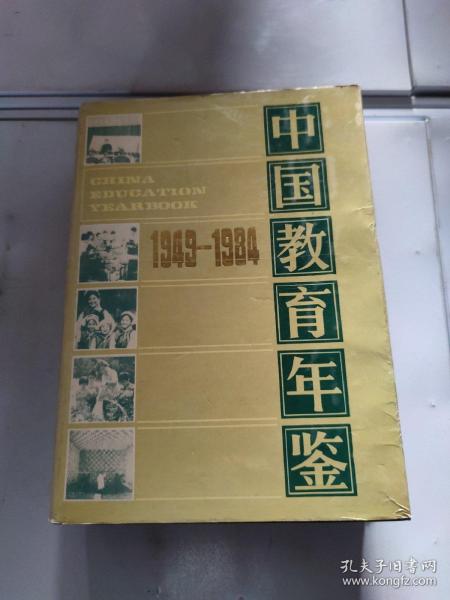 中国教育年鉴
CHINA
EDUCATION
YEARBOOK
1949-1984
孔夫子旧书网
www.kongfz.com